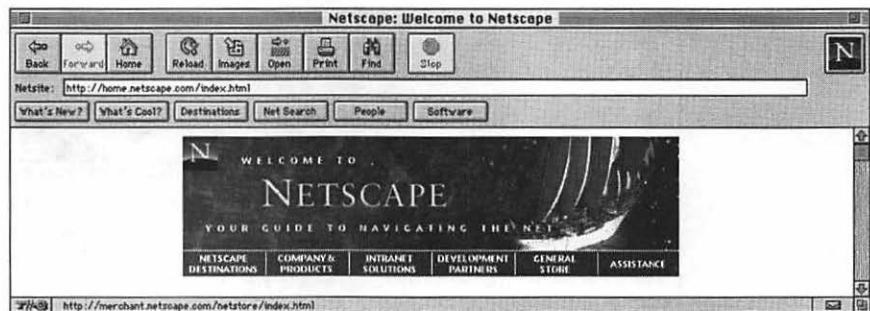 Netscape: Welcome to Netscape
Back Forward Home Reload Images Open Print Find Stop
N
Netsite: http://home.netscape.com/index.html
What's New? What's Cool? Destinations Net Search People Software
N
WELCOME TO
NETSCAPE
YOUR GUIDE TO NAVIGATING THE NET
NETSCAPE DESTINATIONS
COMPANY & PRODUCTS
INTRANET SOLUTIONS
DEVELOPMENT PARTNERS
GENERAL STORE
ASSISTANCE
http://merchant.netscape.com/netstore/index.html